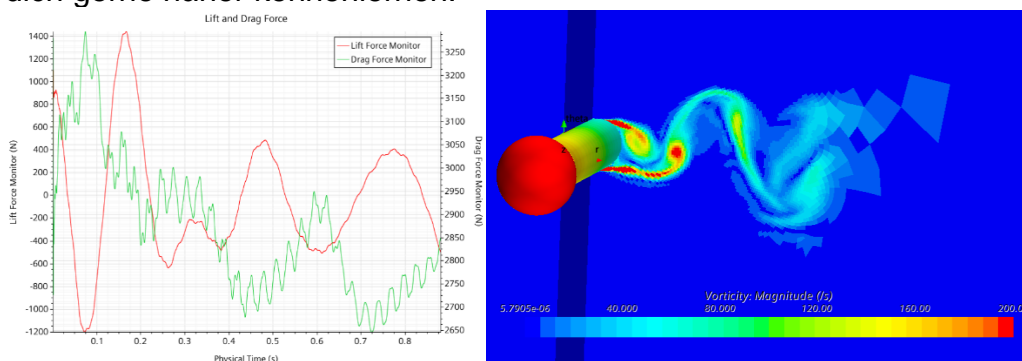 dich gerne näher kennenlernen.
Lift and Drag Force
Lift Force Monitor
Drag Force Monitor
Lift Force Monitor (N)
1400
1200
1000
800
600
400
200
0
-200
-400
-600
-800
-1000
-1200
3250
3200
3150
3100
3050
3000
2950
2900
2850
2800
2750
2700
2650
Drag Force Monitor (N)
0.1 0.2 0.3 0.4 0.5 0.6 0.7 0.8
Physical Time (s)
z r
Vorticity: Magnitude (/s)
5.7905e-06 40.000 80.000 120.00 160.00 200.0